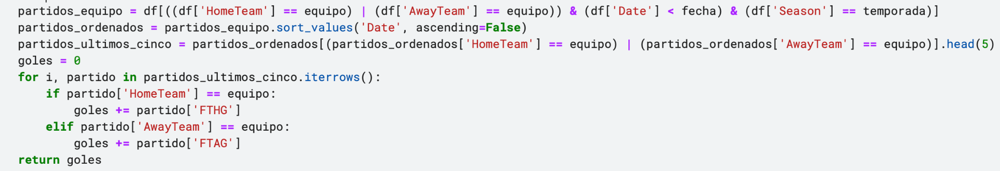 partidos_equipo = df[((df['HomeTeam'] == equipo) | (df['AwayTeam'] == equipo)) & (df['Date'] < fecha) & (df['Season'] == temporada)]
partidos_ordenados = partidos_equipo.sort_values('Date', ascending=False)
partidos_ultimos_cinco = partidos_ordenados[(partidos_ordenados['HomeTeam'] == equipo) | (partidos_ordenados['AwayTeam'] == equipo)].head(5)
goles = 0
for i, partido in partidos_ultimos_cinco.iterrows():
    if partido['HomeTeam'] == equipo:
        goles += partido['FTHG']
    elif partido['AwayTeam'] == equipo:
        goles += partido['FTAG']
return goles